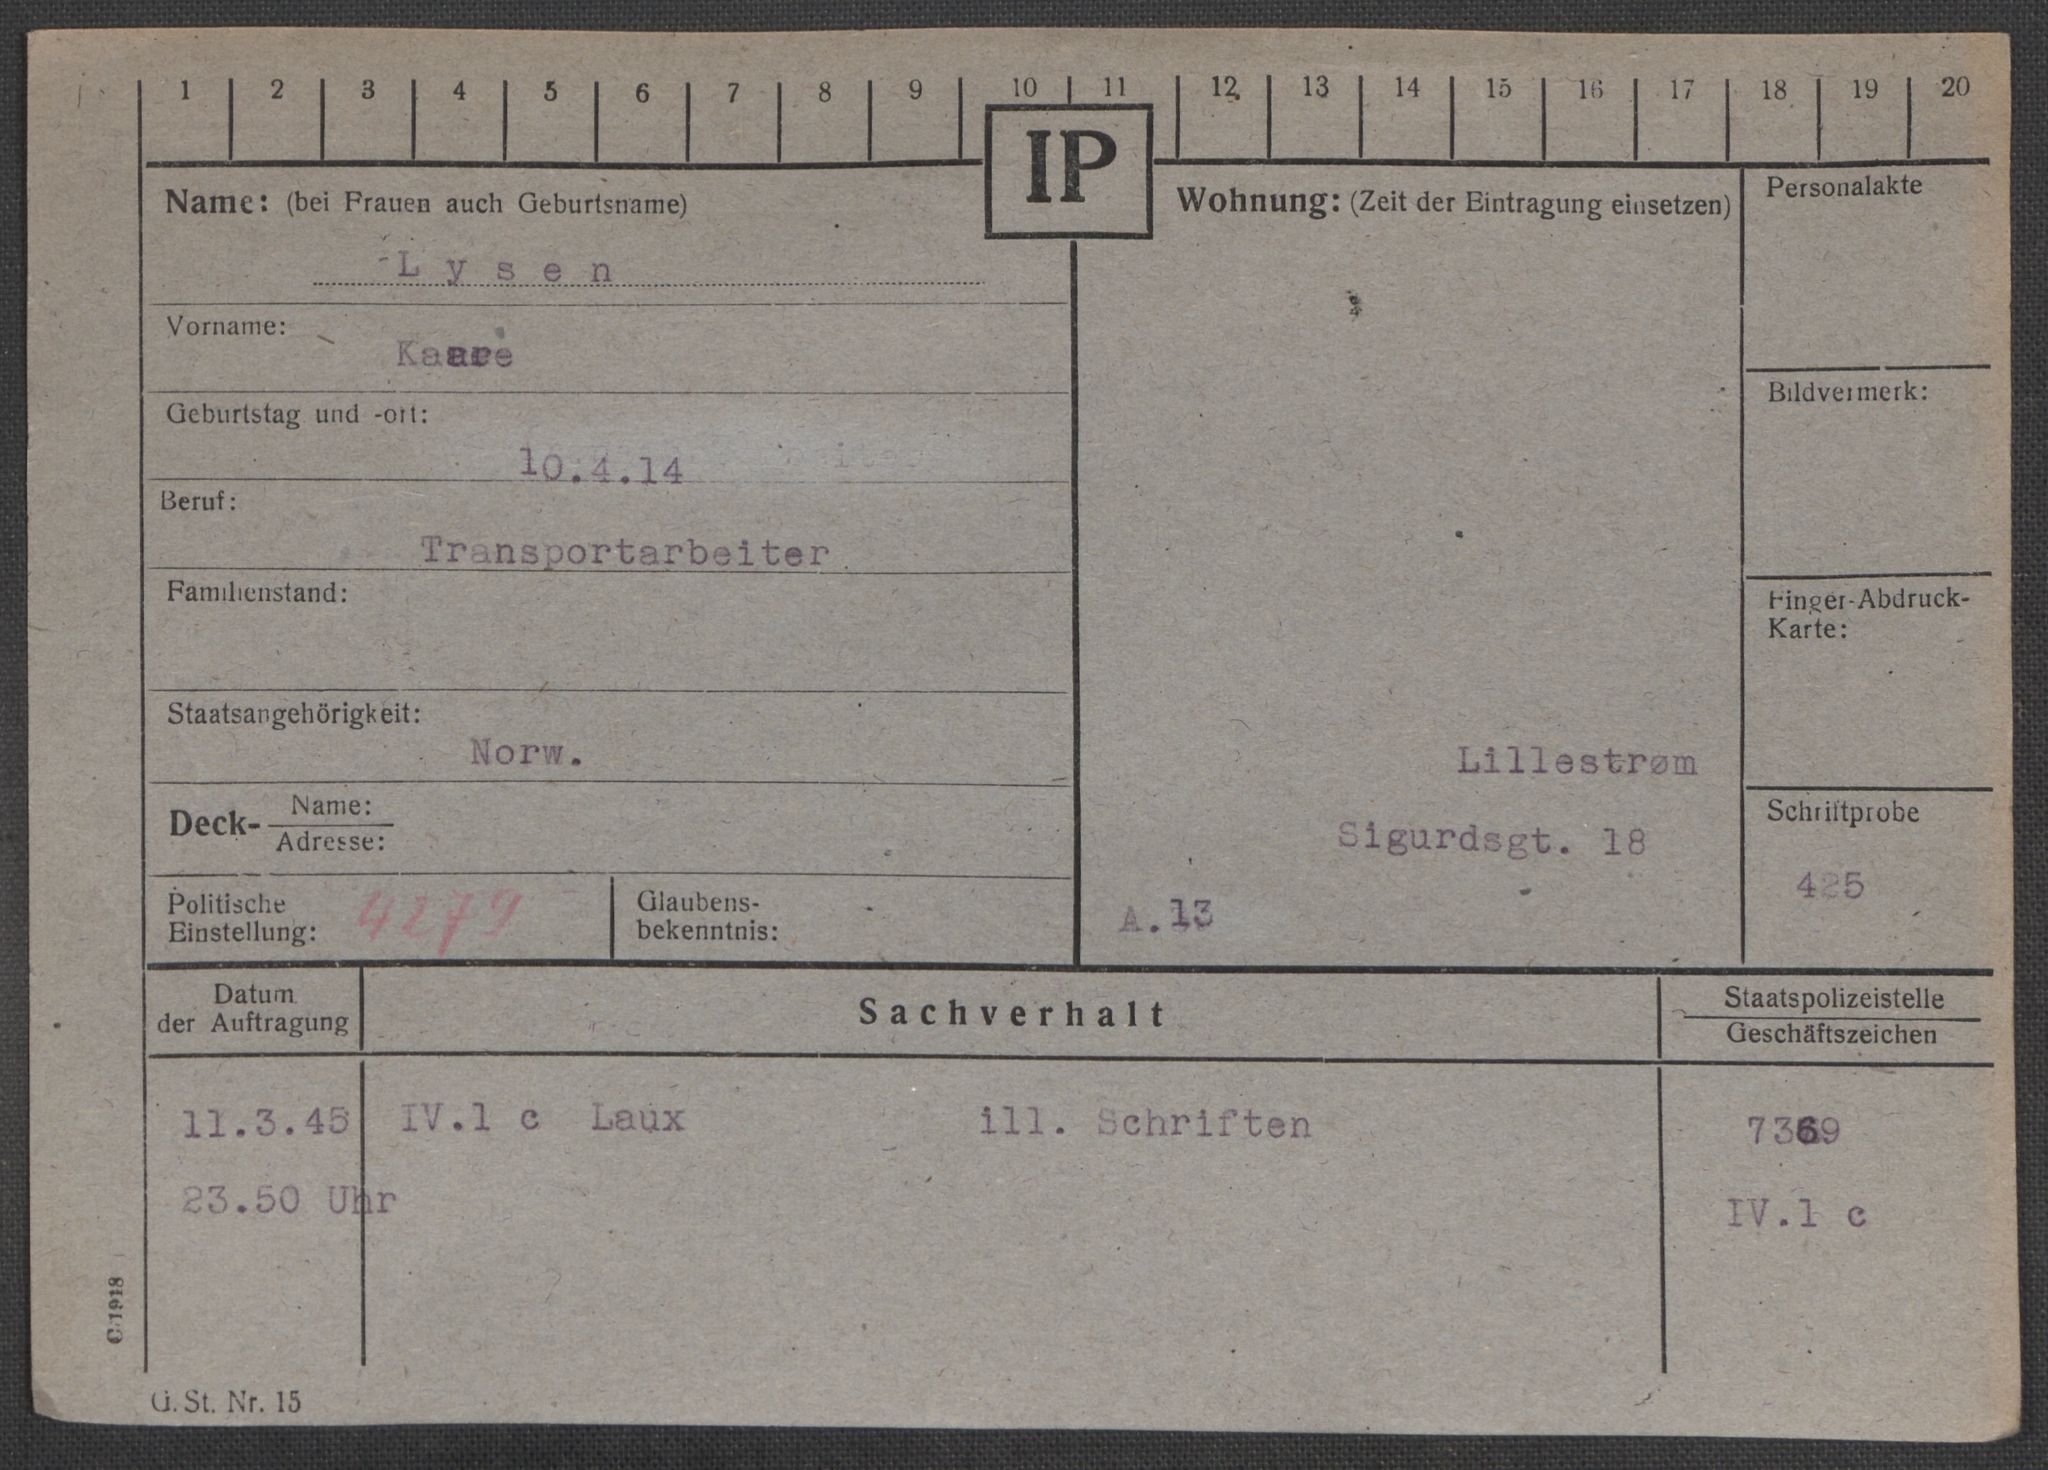 1 2 3 4 5 6 7 8 9 10 11 12 13 14 15 16 17 18 19 20
IP
Name: (bei Frauen auch Geburtsname)
Lysen
Vorname:
Kaare
Geburtstag und -ort:
10.4.14
Beruf:
Transportarbeiter
Familienstand:
Staatsangehörigkeit:
Norw.
Deck- Name:
Adresse:
Politische
Einstellung: 4279
Glaubens-
bekenntnis:
Wohnung: (Zeit der Eintragung einsetzen)
Lillestrøm
Sigurdsgt. 18
A.13
Personalakte
Bildvermerk:
Finger-Abdruck-
Karte:
Schriftprobe
425
Datum
der Auftragung
Sachverhalt
Staatspolizeistelle
Geschäftszeichen
11.3.45 IV.1 c Laux ill. Schriften 7369
23.50 Uhr IV.1 c
C/1918
G. St. Nr. 15